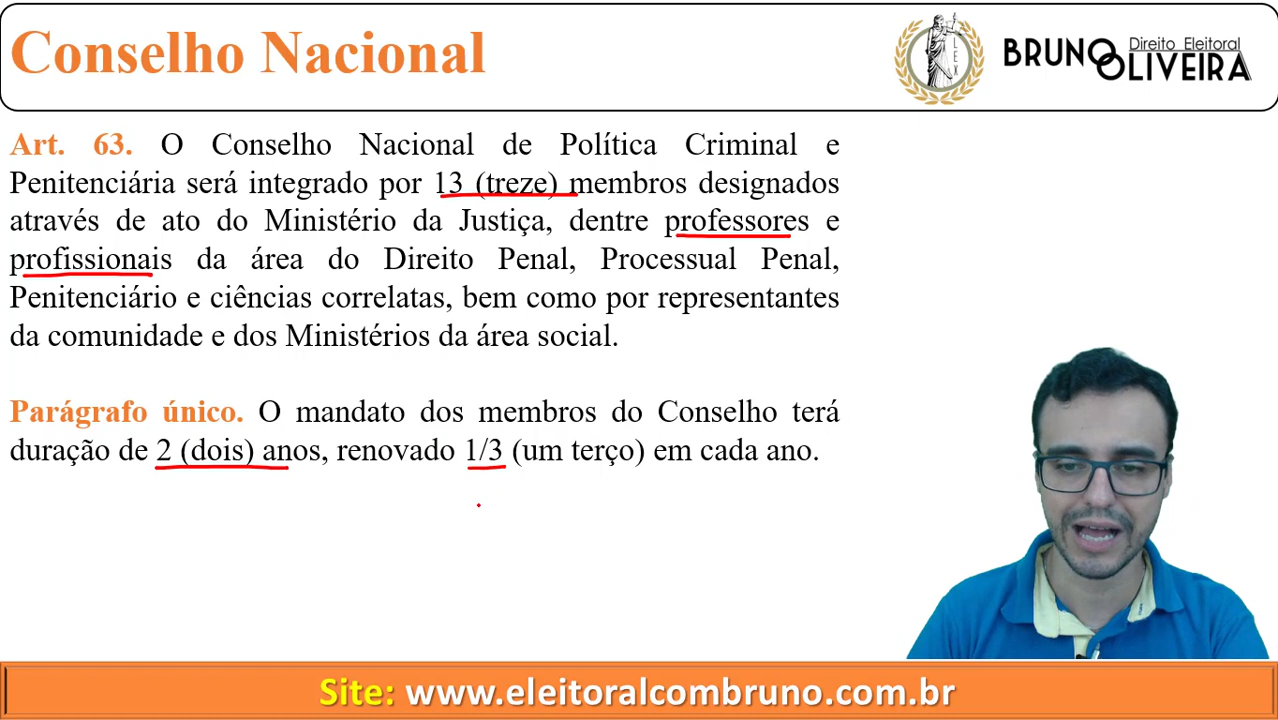 Conselho Nacional
LEX
BRUNO Direito Eleitoral
OLIVEIRA
Art. 63. O Conselho Nacional de Política Criminal e
Penitenciária será integrado por 13 (treze) membros designados
através de ato do Ministério da Justiça, dentre professores e
profissionais da área do Direito Penal, Processual Penal,
Penitenciário e ciências correlatas, bem como por representantes
da comunidade e dos Ministérios da área social.
Parágrafo único. O mandato dos membros do Conselho terá
duração de 2 (dois) anos, renovado 1/3 (um terço) em cada ano.
Site: www.eleitoralcombruno.com.br